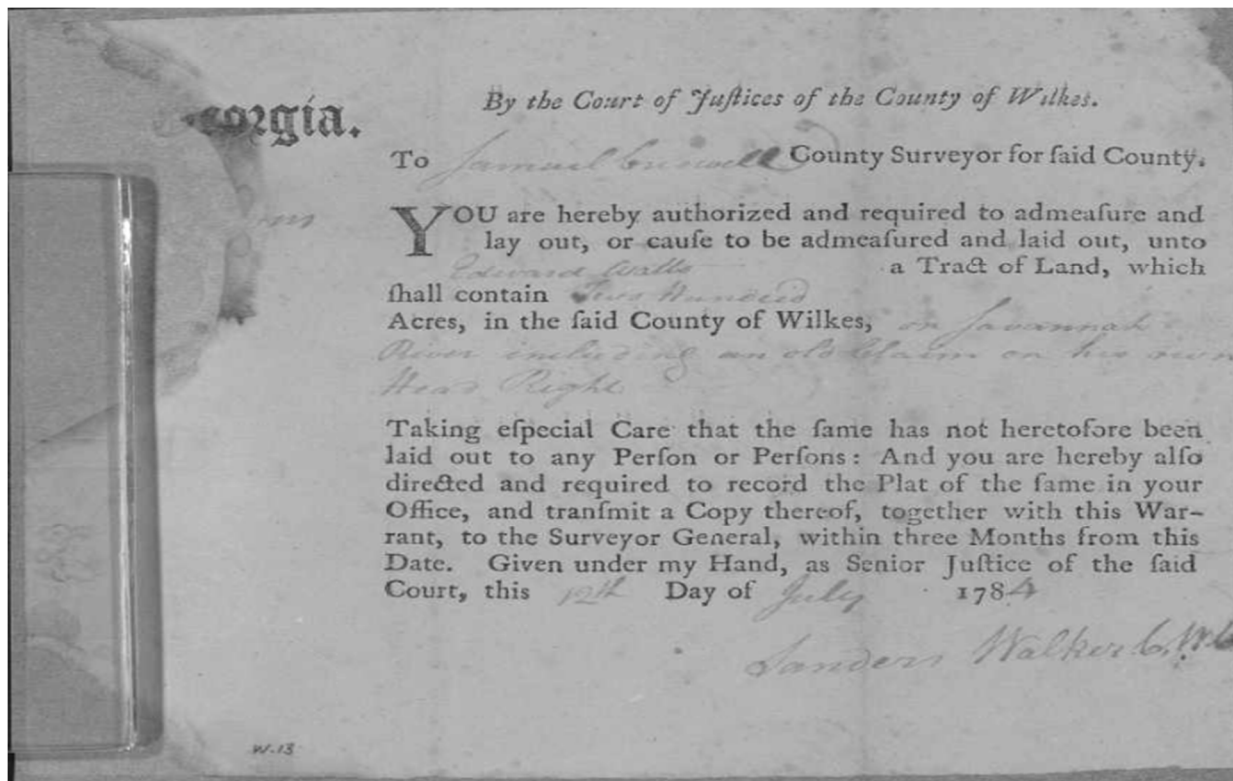 Georgia.
By the Court of Juſtices of the County of Wilkes.
To Samuel Creswell County Surveyor for ſaid County.
YOU are hereby authorized and required to admeaſure and
lay out, or cauſe to be admeaſured and laid out, unto
Edward Watts a Tract of Land, which
ſhall contain Two Hundred
Acres, in the ſaid County of Wilkes, on Savannah
River including an old Claim on his own
Head Right
Taking eſpecial Care that the ſame has not heretofore been
laid out to any Perſon or Perſons: And you are hereby alſo
directed and required to record the Plat of the ſame in your
Office, and tranſmit a Copy thereof, together with this War-
rant, to the Surveyor General, within three Months from this
Date. Given under my Hand, as Senior Juſtice of the ſaid
Court, this 12th Day of July 1784
Sanders Walker
W.13